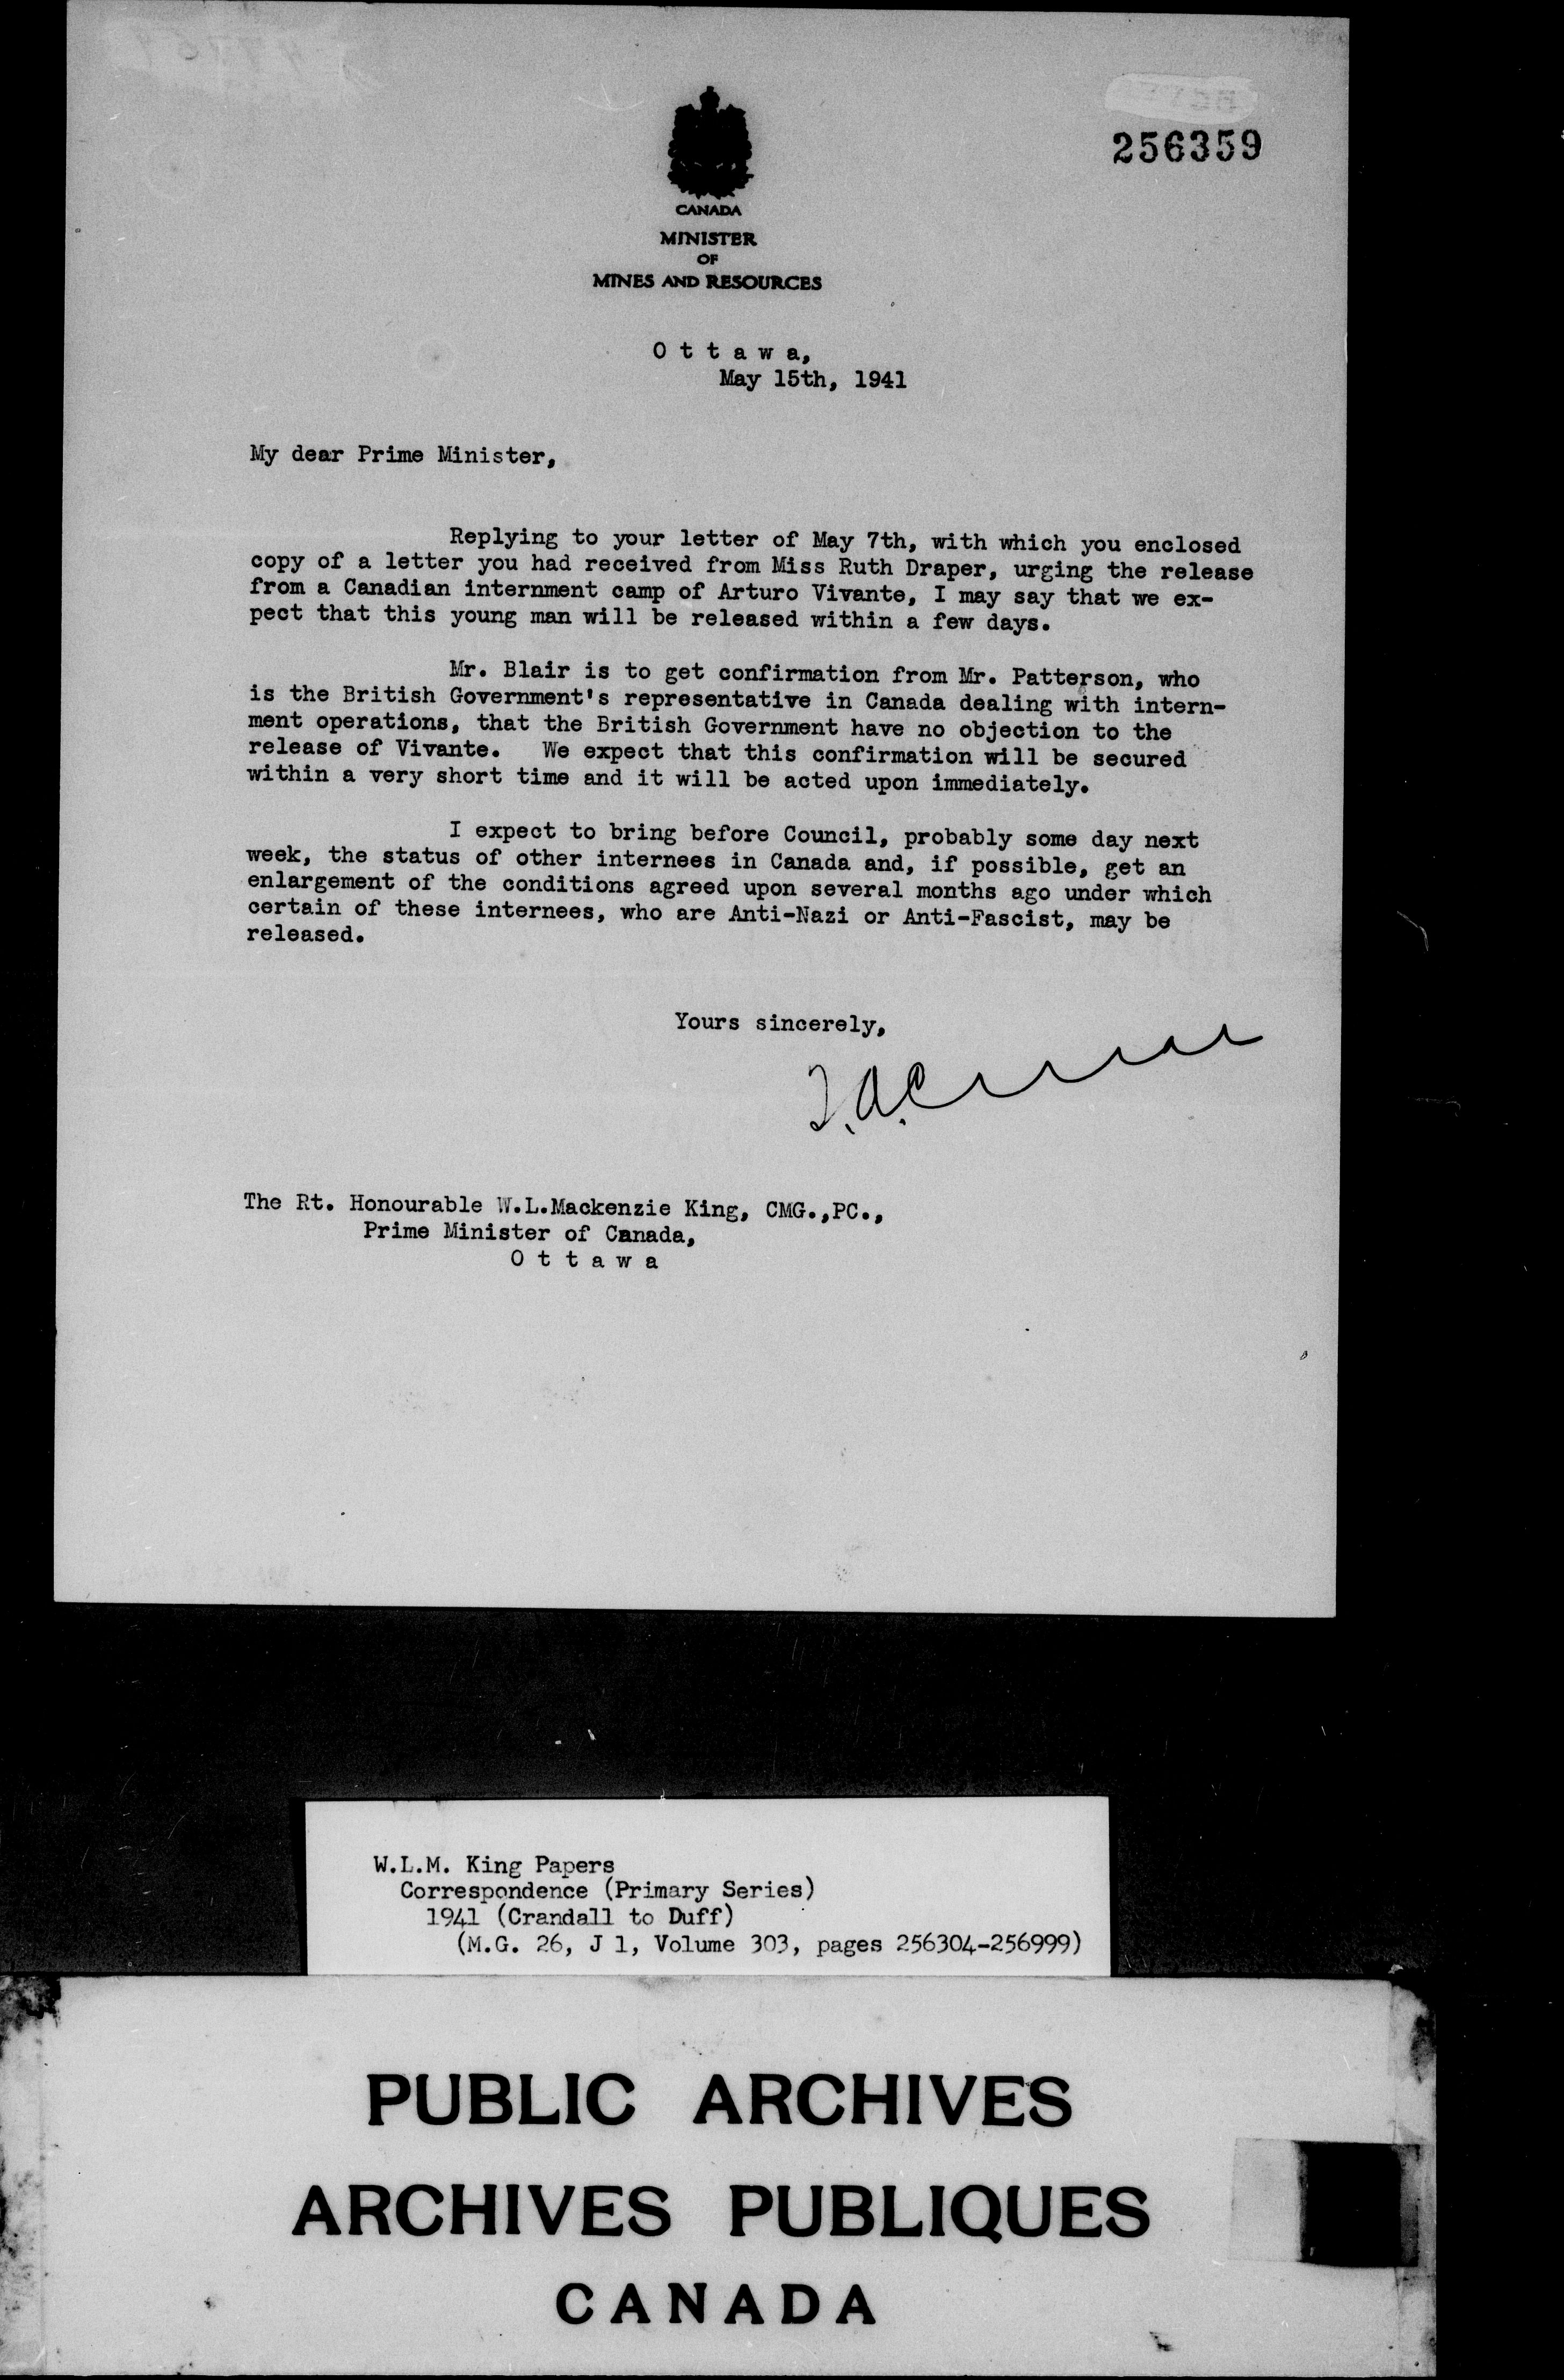 256359
CANADA
MINISTER
OF
MINES AND RESOURCES
O t t a w a,
May 15th, 1941
My dear Prime Minister,
Replying to your letter of May 7th, with which you enclosed
copy of a letter you had received from Miss Ruth Draper, urging the release
from a Canadian internment camp of Arturo Vivante, I may say that we ex-
pect that this young man will be released within a few days.
Mr. Blair is to get confirmation from Mr. Patterson, who
is the British Government's representative in Canada dealing with intern-
ment operations, that the British Government have no objection to the
release of Vivante. We expect that this confirmation will be secured
within a very short time and it will be acted upon immediately.
I expect to bring before Council, probably some day next
week, the status of other internees in Canada and, if possible, get an
enlargement of the conditions agreed upon several months ago under which
certain of these internees, who are Anti-Nazi or Anti-Fascist, may be
released.
Yours sincerely,
T.A.
The Rt. Honourable W.L.Mackenzie King, CMG.,PC.,
Prime Minister of Canada,
O t t a w a
W.L.M. King Papers
Correspondence (Primary Series)
1941 (Crandall to Duff)
(M.G. 26, J 1, Volume 303, pages 256304-256999)
PUBLIC ARCHIVES
ARCHIVES PUBLIQUES
CANADA